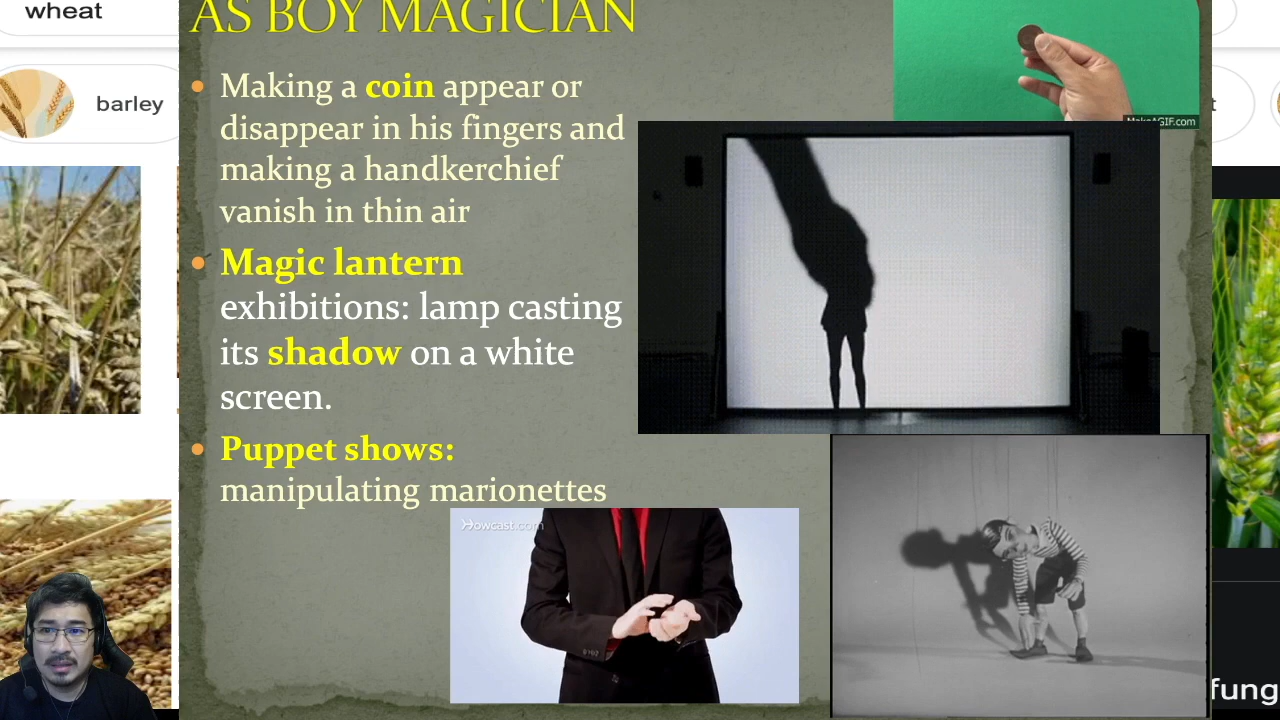 wheat
barley
AS BOY MAGICIAN
Making a coin appear or
disappear in his fingers and
making a handkerchief
vanish in thin air
Magic lantern
exhibitions: lamp casting
its shadow on a white
screen.
Puppet shows:
manipulating marionettes
MakeAGIF.com
Howcast.com
t
fung